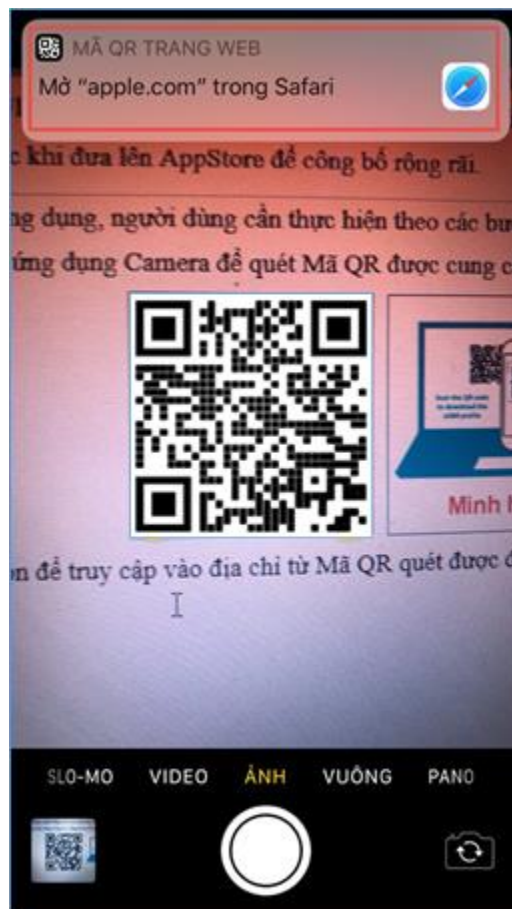 MÃ QR TRANG WEB
Mở “apple.com” trong Safari
khi đưa lên AppStore để công bố rộng rãi.
dụng, người dùng cần thực hiện theo các
ứng dụng Camera để quét Mã QR được cung
Minh
để truy cập vào địa chỉ từ Mã QR quét được
SLO-MO VIDEO ẢNH VUÔNG PANO